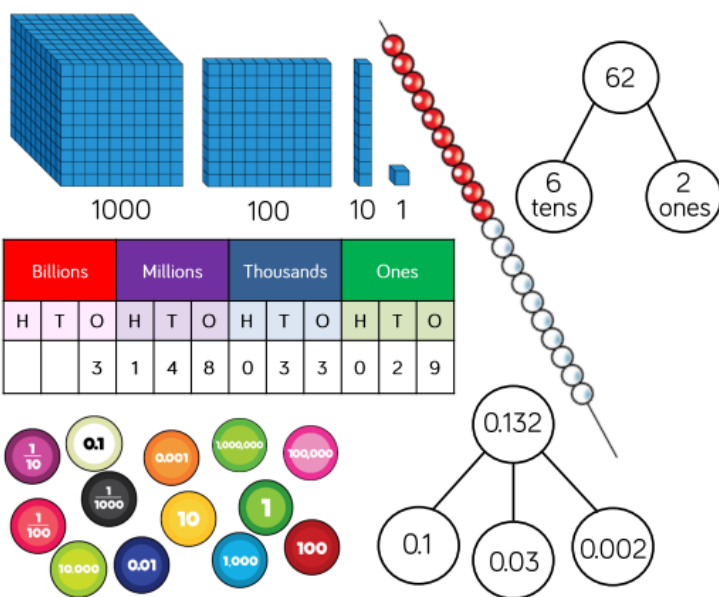 1000 100 10 1
62
6 tens
2 ones
Billions Millions Thousands Ones
H T O H T O H T O H T O
3 1 4 8 0 3 3 0 2 9
1/10
0.1
0.001
1,000,000
100,000
1/1000
1/100
10
1
10,000
0.01
1,000
100
0.132
0.1 0.03 0.002